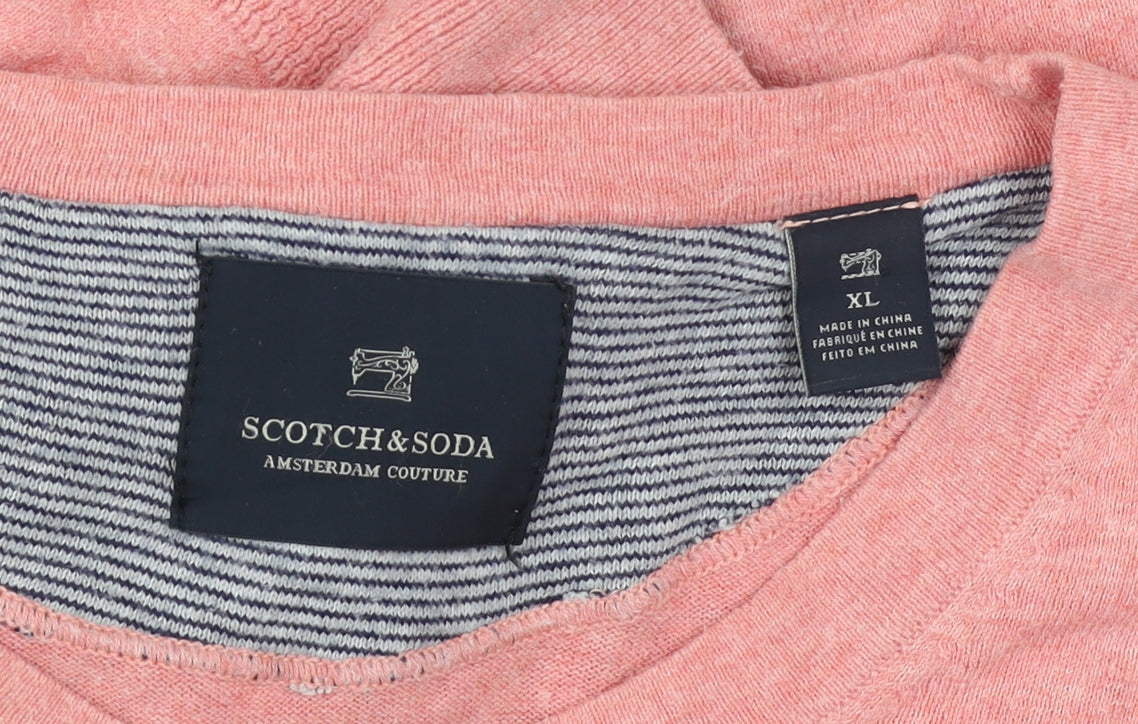 SCOTCH & SODA
AMSTERDAM COUTURE
XL
MADE IN CHINA
FABRIQUÉ EN CHINE
FEITO EM CHINA